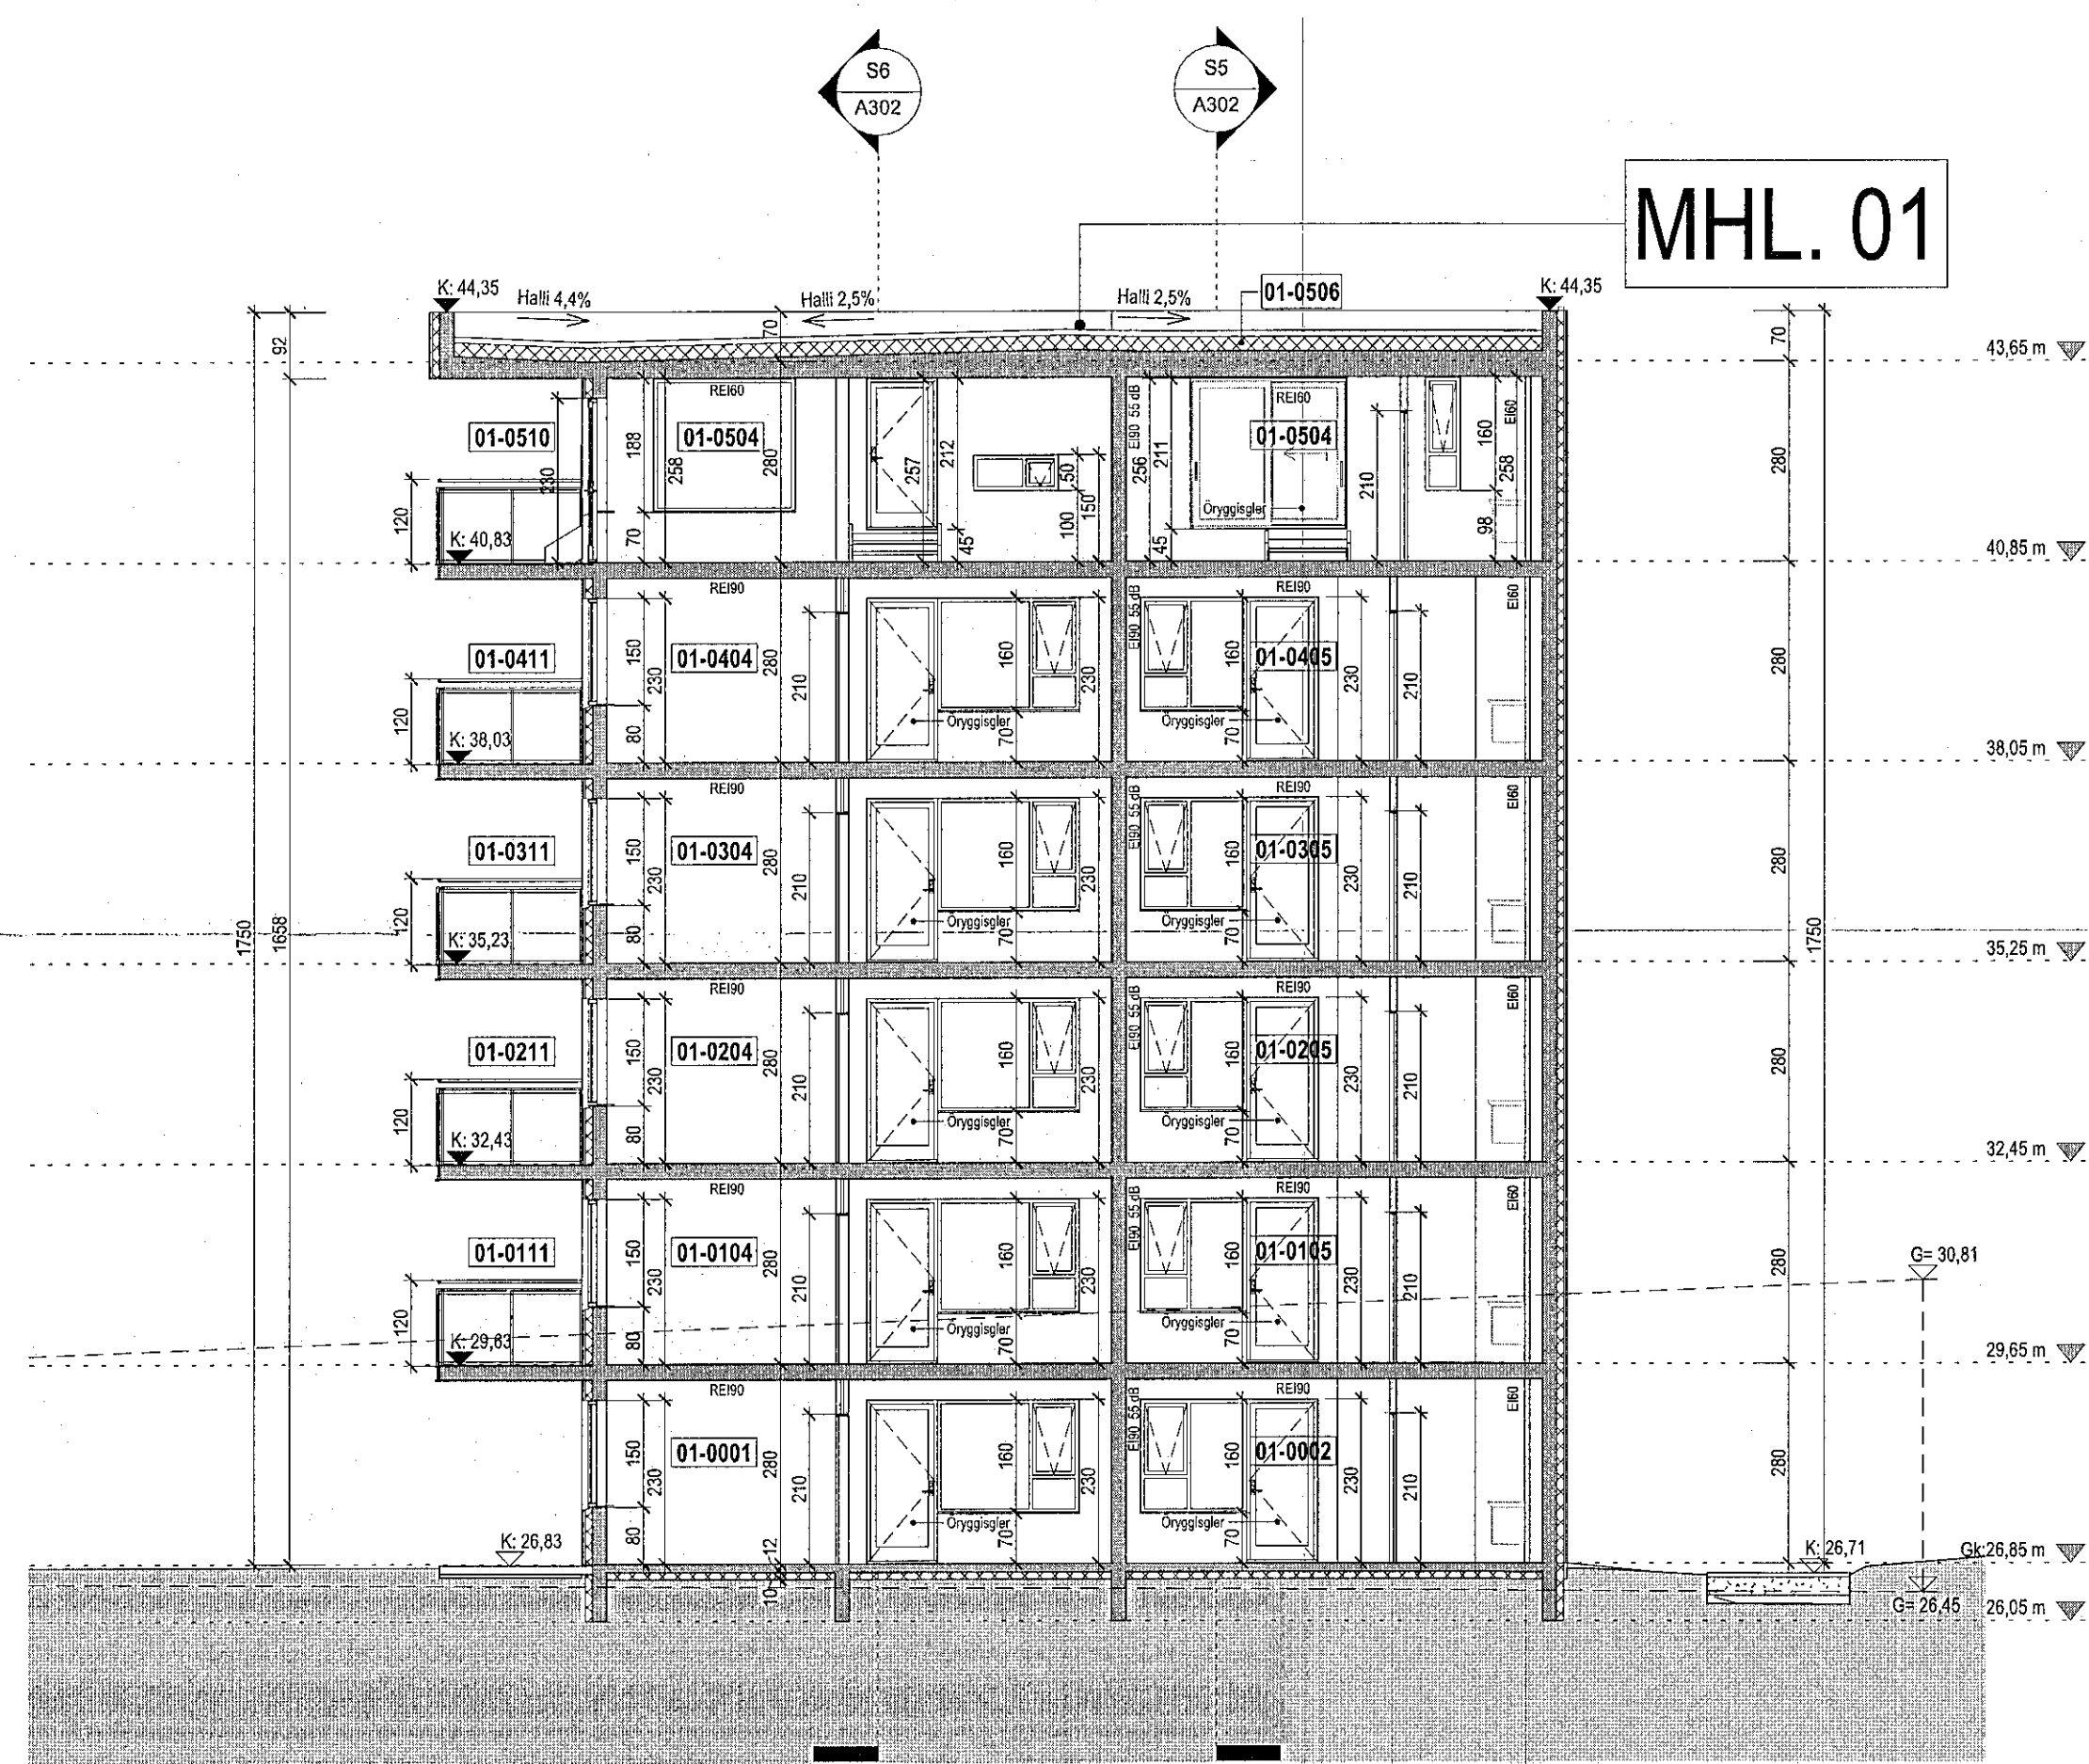 S6
A302
S5
A302
MHL. 01
K: 44,35
Halli 4,4%
Halli 2,5%
Halli 2,5%
01-0506
K: 44,35
92
70
70
43,65 m
REI60
EI90 55 dB
REI60
EI60
01-0510
01-0504
01-0504
230
188
258
280
257
212
50
150
100
256
211
210
160
258
280
Öryggisgler
120
K: 40,83
70
45
45
98
40,85 m
REI90
EI90 55 dB
REI90
EI60
01-0411
01-0404
01-0405
150
230
280
210
160
230
160
230
210
280
120
K: 38,03
80
Öryggisgler
70
Öryggisgler
70
38,05 m
REI90
EI90 55 dB
REI90
EI60
01-0311
01-0304
01-0305
150
230
280
210
160
230
160
230
210
280
1750
1658
1750
120
K: 35,23
80
Öryggisgler
70
Öryggisgler
70
35,25 m
REI90
EI90 55 dB
REI90
EI60
01-0211
01-0204
01-0205
150
230
280
210
160
230
160
230
210
280
120
K: 32,43
80
Öryggisgler
70
Öryggisgler
70
32,45 m
REI90
EI90 55 dB
REI90
EI60
01-0111
01-0104
01-0105
150
230
280
210
160
230
160
230
210
280
G= 30,81
120
K: 29,63
80
Öryggisgler
70
Öryggisgler
70
29,65 m
REI90
EI90 55 dB
REI90
EI60
01-0001
01-0002
150
230
280
210
160
230
160
230
210
280
80
Öryggisgler
70
Öryggisgler
70
K: 26,83
12
10
K: 26,71
Gk:26,85 m
G= 26,45
26,05 m